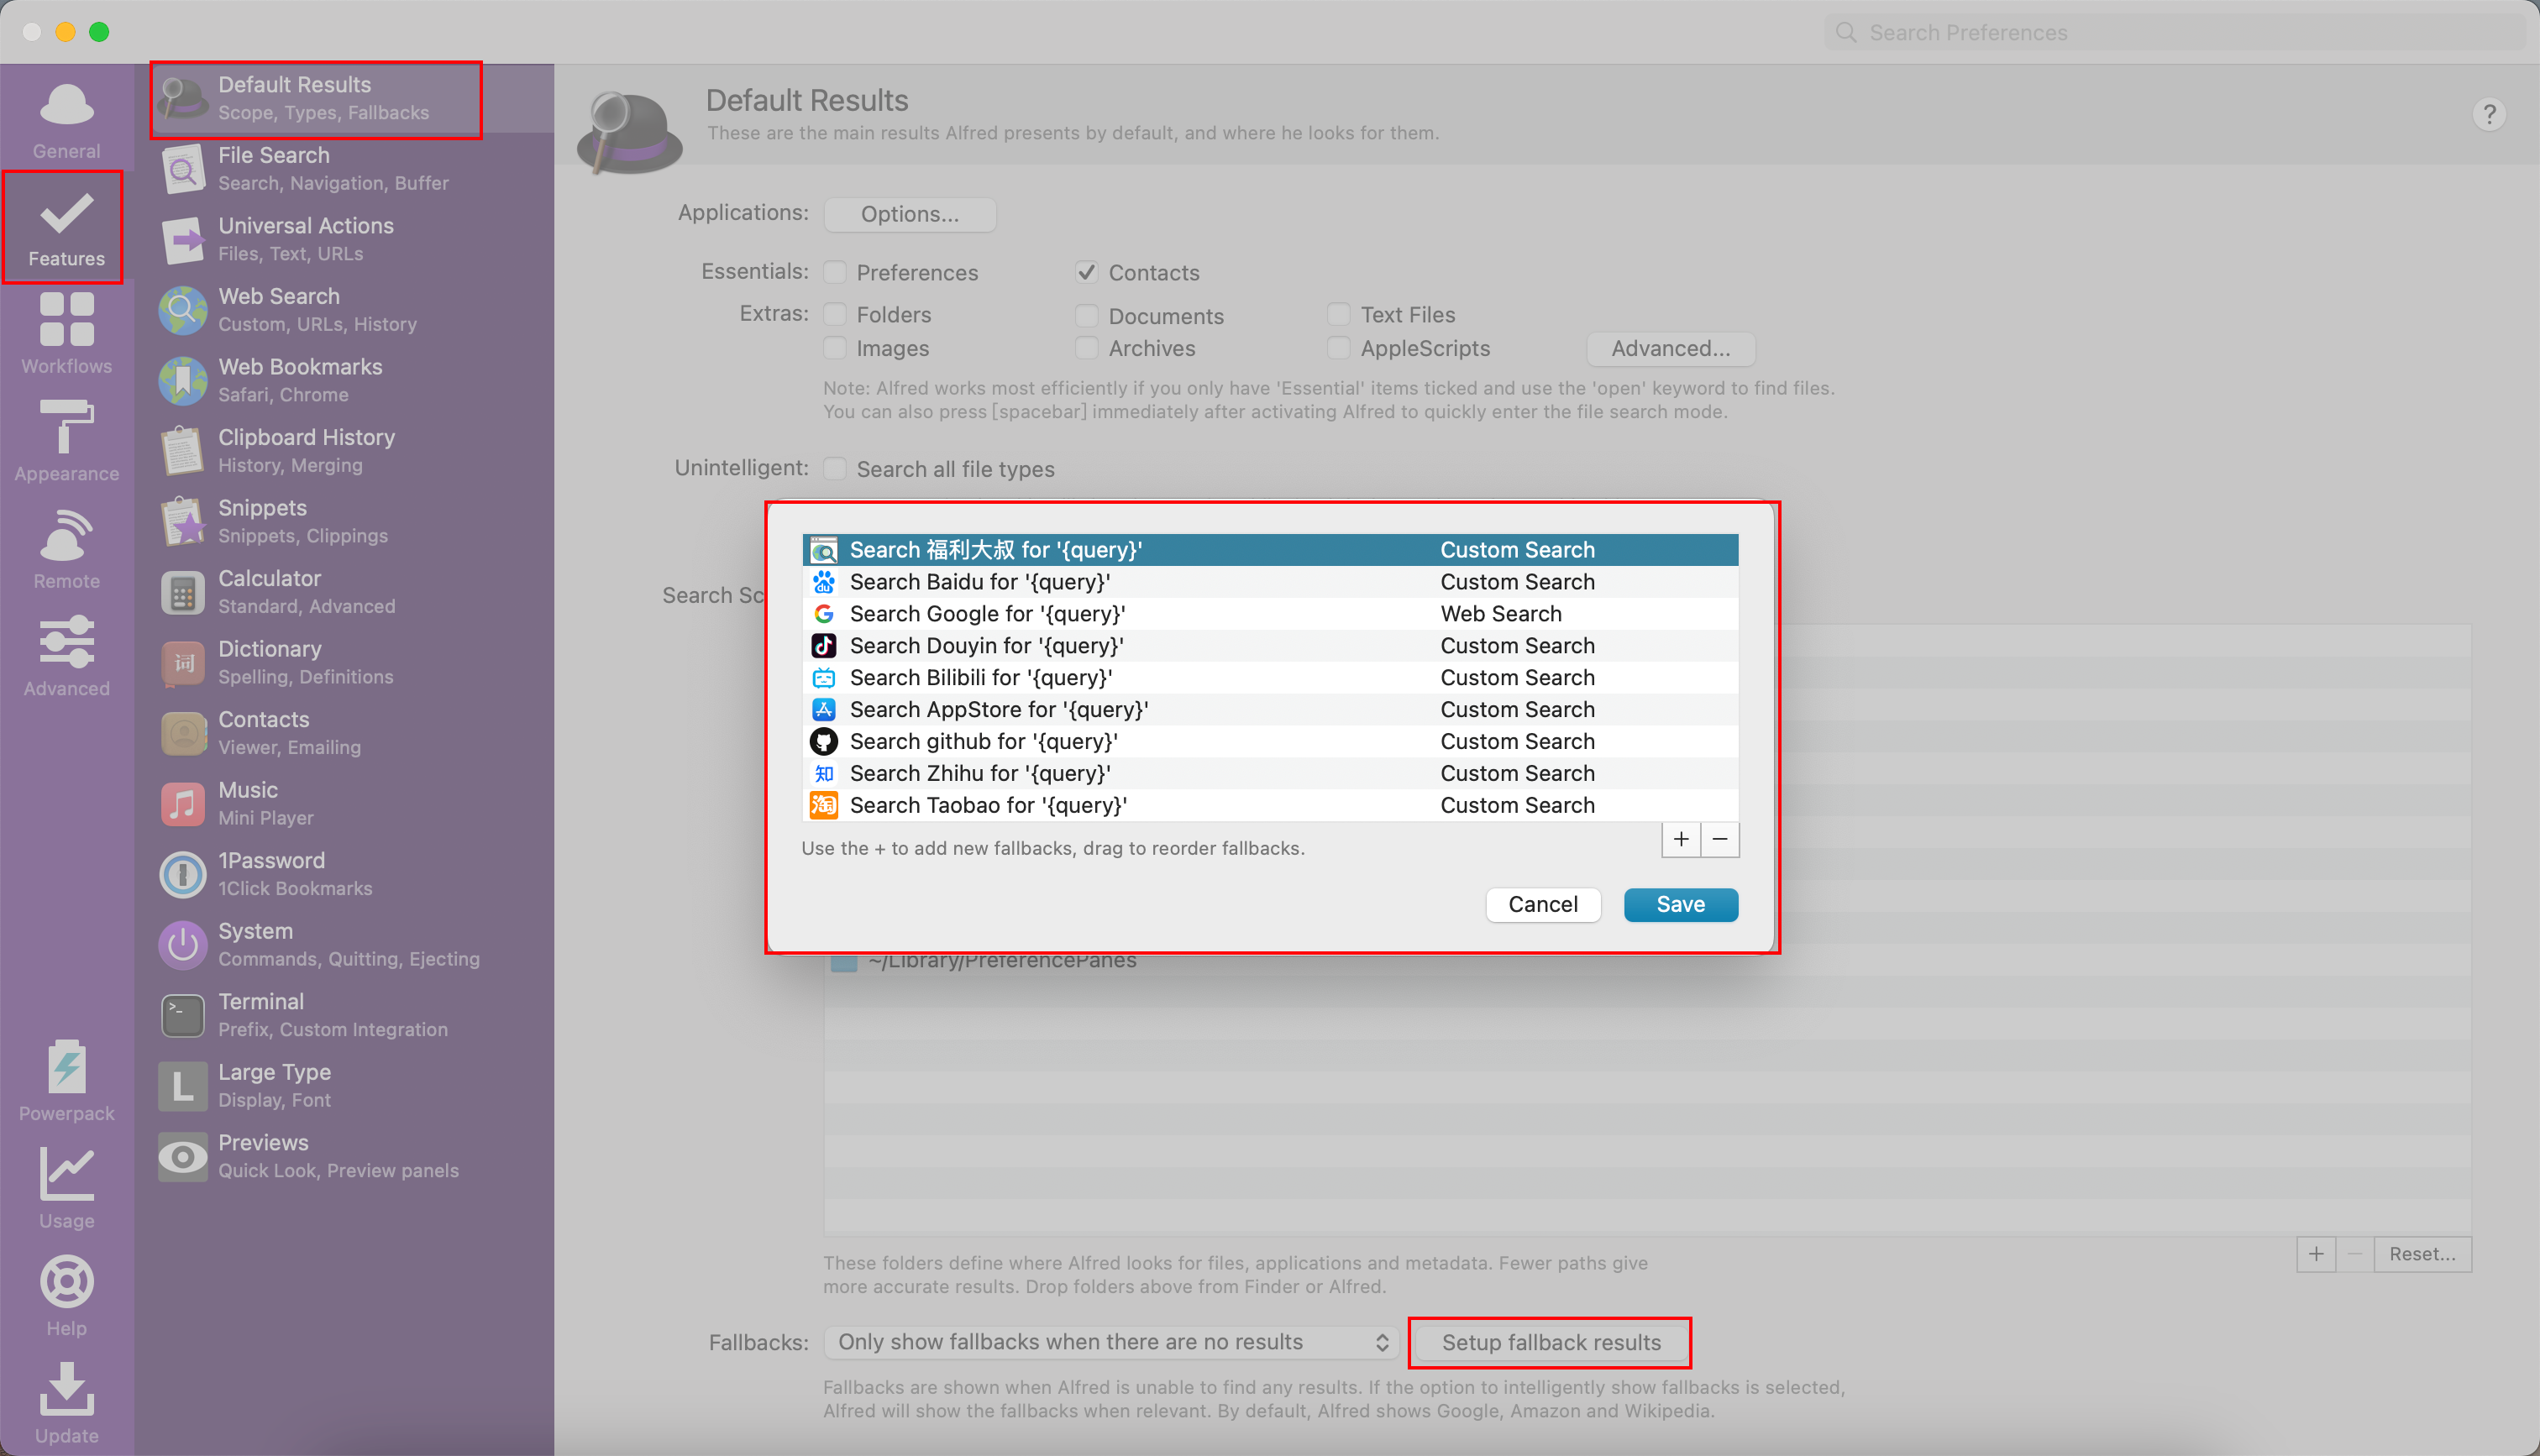 Search Preferences
General
Features
Workflows
Appearance
Remote
Advanced
Powerpack
Usage
Help
Update
Default Results
Scope, Types, Fallbacks
File Search
Search, Navigation, Buffer
Universal Actions
Files, Text, URLs
Web Search
Custom, URLs, History
Web Bookmarks
Safari, Chrome
Clipboard History
History, Merging
Snippets
Snippets, Clippings
Calculator
Standard, Advanced
词
Dictionary
Spelling, Definitions
Contacts
Viewer, Emailing
Music
Mini Player
1Password
1Click Bookmarks
System
Commands, Quitting, Ejecting
>_
Terminal
Prefix, Custom Integration
L
Large Type
Display, Font
Previews
Quick Look, Preview panels
Default Results
These are the main results Alfred presents by default, and where he looks for them.
?
Applications: Options...
Essentials: Preferences Contacts
Extras: Folders Documents Text Files
Images Archives AppleScripts Advanced...
Note: Alfred works most efficiently if you only have 'Essential' items ticked and use the 'open' keyword to find files.
You can also press [spacebar] immediately after activating Alfred to quickly enter the file search mode.
Unintelligent: Search all file types
Search Sc
Search 福利大叔 for '{query}' Custom Search
du Search Baidu for '{query}' Custom Search
Search Google for '{query}' Web Search
Search Douyin for '{query}' Custom Search
Search Bilibili for '{query}' Custom Search
Search AppStore for '{query}' Custom Search
Search github for '{query}' Custom Search
知 Search Zhihu for '{query}' Custom Search
淘 Search Taobao for '{query}' Custom Search
Use the + to add new fallbacks, drag to reorder fallbacks.
+ −
Cancel Save
~/Library/PreferencePanes
These folders define where Alfred looks for files, applications and metadata. Fewer paths give
more accurate results. Drop folders above from Finder or Alfred.
+ − Reset...
Fallbacks: Only show fallbacks when there are no results Setup fallback results
Fallbacks are shown when Alfred is unable to find any results. If the option to intelligently show fallbacks is selected,
Alfred will show the fallbacks when relevant. By default, Alfred shows Google, Amazon and Wikipedia.